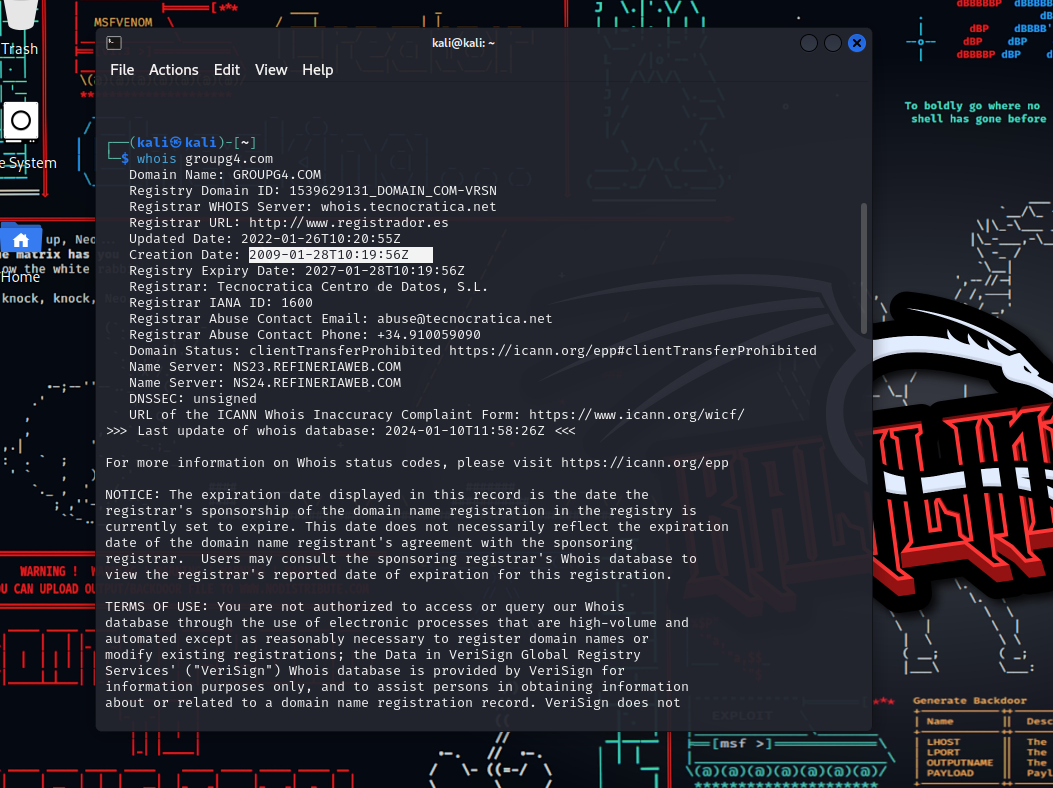 MSFVENOM
dBBBBBP
dBP
dBP
dBP
dBP
dBBBBP
dBP
Trash
kali@kali: ~
File Actions Edit View Help
To boldly go where no
shell has gone before
┌──(kali㉿kali)-[~]
└─$ whois groupg4.com
Domain Name: GROUPG4.COM
Registry Domain ID: 1539629131_DOMAIN_COM-VRSN
Registrar WHOIS Server: whois.tecnocratica.net
Registrar URL: http://www.registrador.es
Updated Date: 2022-01-26T10:20:55Z
Creation Date: 2009-01-28T10:19:56Z
Registry Expiry Date: 2027-01-28T10:19:56Z
Registrar: Tecnocratica Centro de Datos, S.L.
Registrar IANA ID: 1600
Registrar Abuse Contact Email: abuse@tecnocratica.net
Registrar Abuse Contact Phone: +34.910059090
Domain Status: clientTransferProhibited https://icann.org/epp#clientTransferProhibited
Name Server: NS23.REFINERIAWEB.COM
Name Server: NS24.REFINERIAWEB.COM
DNSSEC: unsigned
URL of the ICANN Whois Inaccuracy Complaint Form: https://www.icann.org/wicf/
>>> Last update of whois database: 2024-01-10T11:58:26Z <<<
For more information on Whois status codes, please visit https://icann.org/epp
NOTICE: The expiration date displayed in this record is the date the
registrar's sponsorship of the domain name registration in the registry is
currently set to expire. This date does not necessarily reflect the expiration
date of the domain name registrant's agreement with the sponsoring
registrar.  Users may consult the sponsoring registrar's Whois database to
view the registrar's reported date of expiration for this registration.
TERMS OF USE: You are not authorized to access or query our Whois
database through the use of electronic processes that are high-volume and
automated except as reasonably necessary to register domain names or
modify existing registrations; the Data in VeriSign Global Registry
Services' ("VeriSign") Whois database is provided by VeriSign for
information purposes only, and to assist persons in obtaining information
about or related to a domain name registration record. VeriSign does not
e System
up, Neo
matrix has
ow the white
Home
knock, knock,
WARNING !
U CAN UPLOAD
EXPLOIT
[msf >]
\(@)(@)(@)(@)(@)(@)(@)/
Generate Backdoor
Name
Desc
LHOST
The
LPORT
The
OUTPUTNAME
The
PAYLOAD
Payl